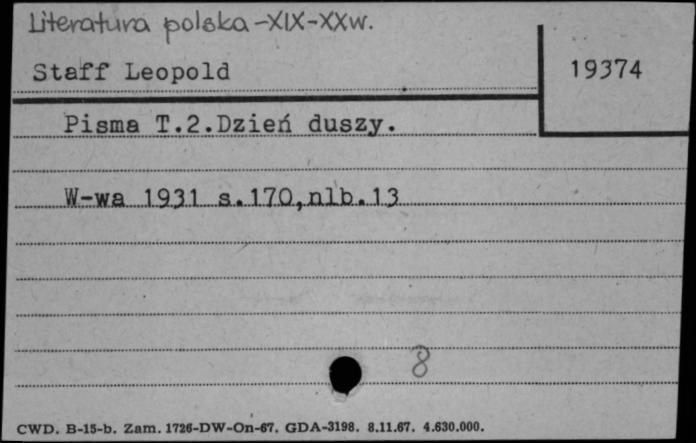 Literatura polska-XIX-XXw.
Staff Leopold
19374
Pisma T.2.Dzień duszy.
W-wa 1931 s.170,nlb.13
8
CWD. B-15-b. Zam. 1726-DW-On-67. GDA-3198. 8.11.67. 4.630.000.